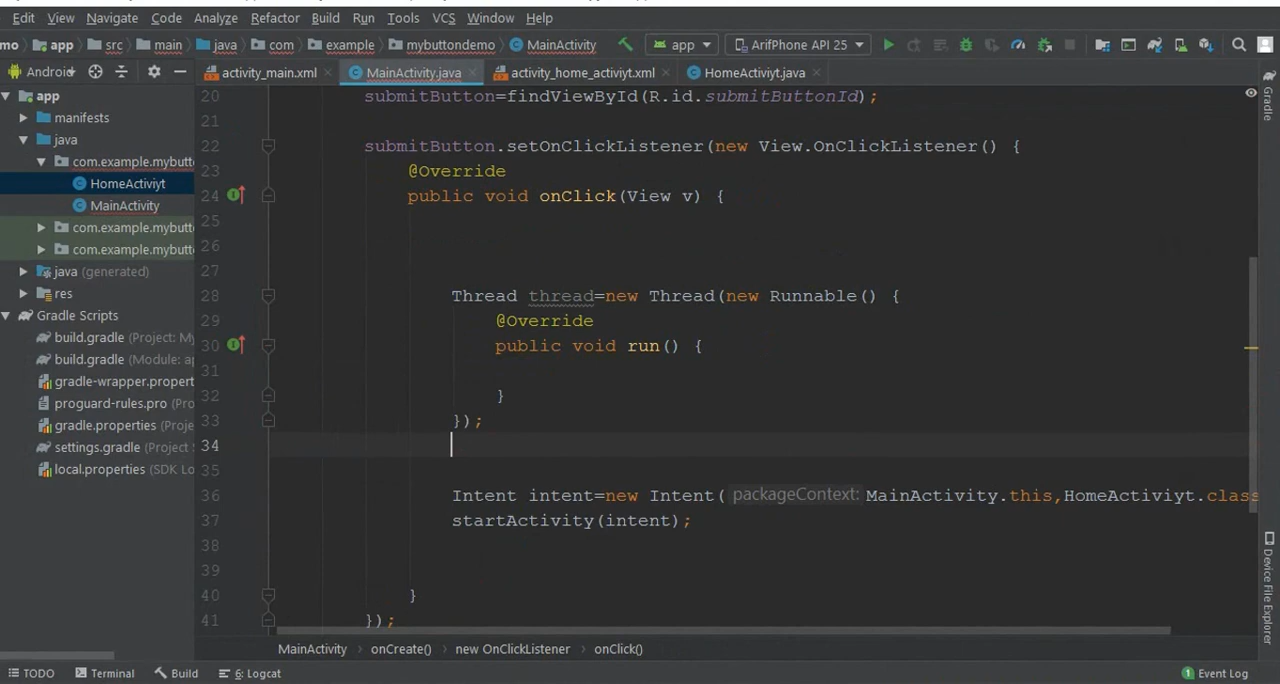 Edit View Navigate Code Analyze Refactor Build Run Tools VCS Window Help
mo app src main java com example mybuttondemo MainActivity app ArifPhone API 25
Android activity_main.xml MainActivity.java activity_home_activiyt.xml HomeActiviyt.java
app
manifests
java
com.example.mybutt
HomeActiviyt
MainActivity
com.example.mybutt
com.example.mybutt
java (generated)
res
Gradle Scripts
build.gradle (Project: My
build.gradle (Module: ap
gradle-wrapper.propert
proguard-rules.pro (Pro
gradle.properties (Proje
settings.gradle (Project
local.properties (SDK Lo
20 submitButton=findViewById(R.id.submitButtonId);
21
22 submitButton.setOnClickListener(new View.OnClickListener() {
23 @Override
24 public void onClick(View v) {
25
26
27
28 Thread thread=new Thread(new Runnable() {
29 @Override
30 public void run() {
31
32 }
33 });
34
35
36 Intent intent=new Intent( packageContext: MainActivity.this,HomeActiviyt.class
37 startActivity(intent);
38
39
40 }
41 });
MainActivity onCreate() new OnClickListener onClick()
TODO Terminal Build 6: Logcat 1 Event Log
Gradle
Device File Explorer